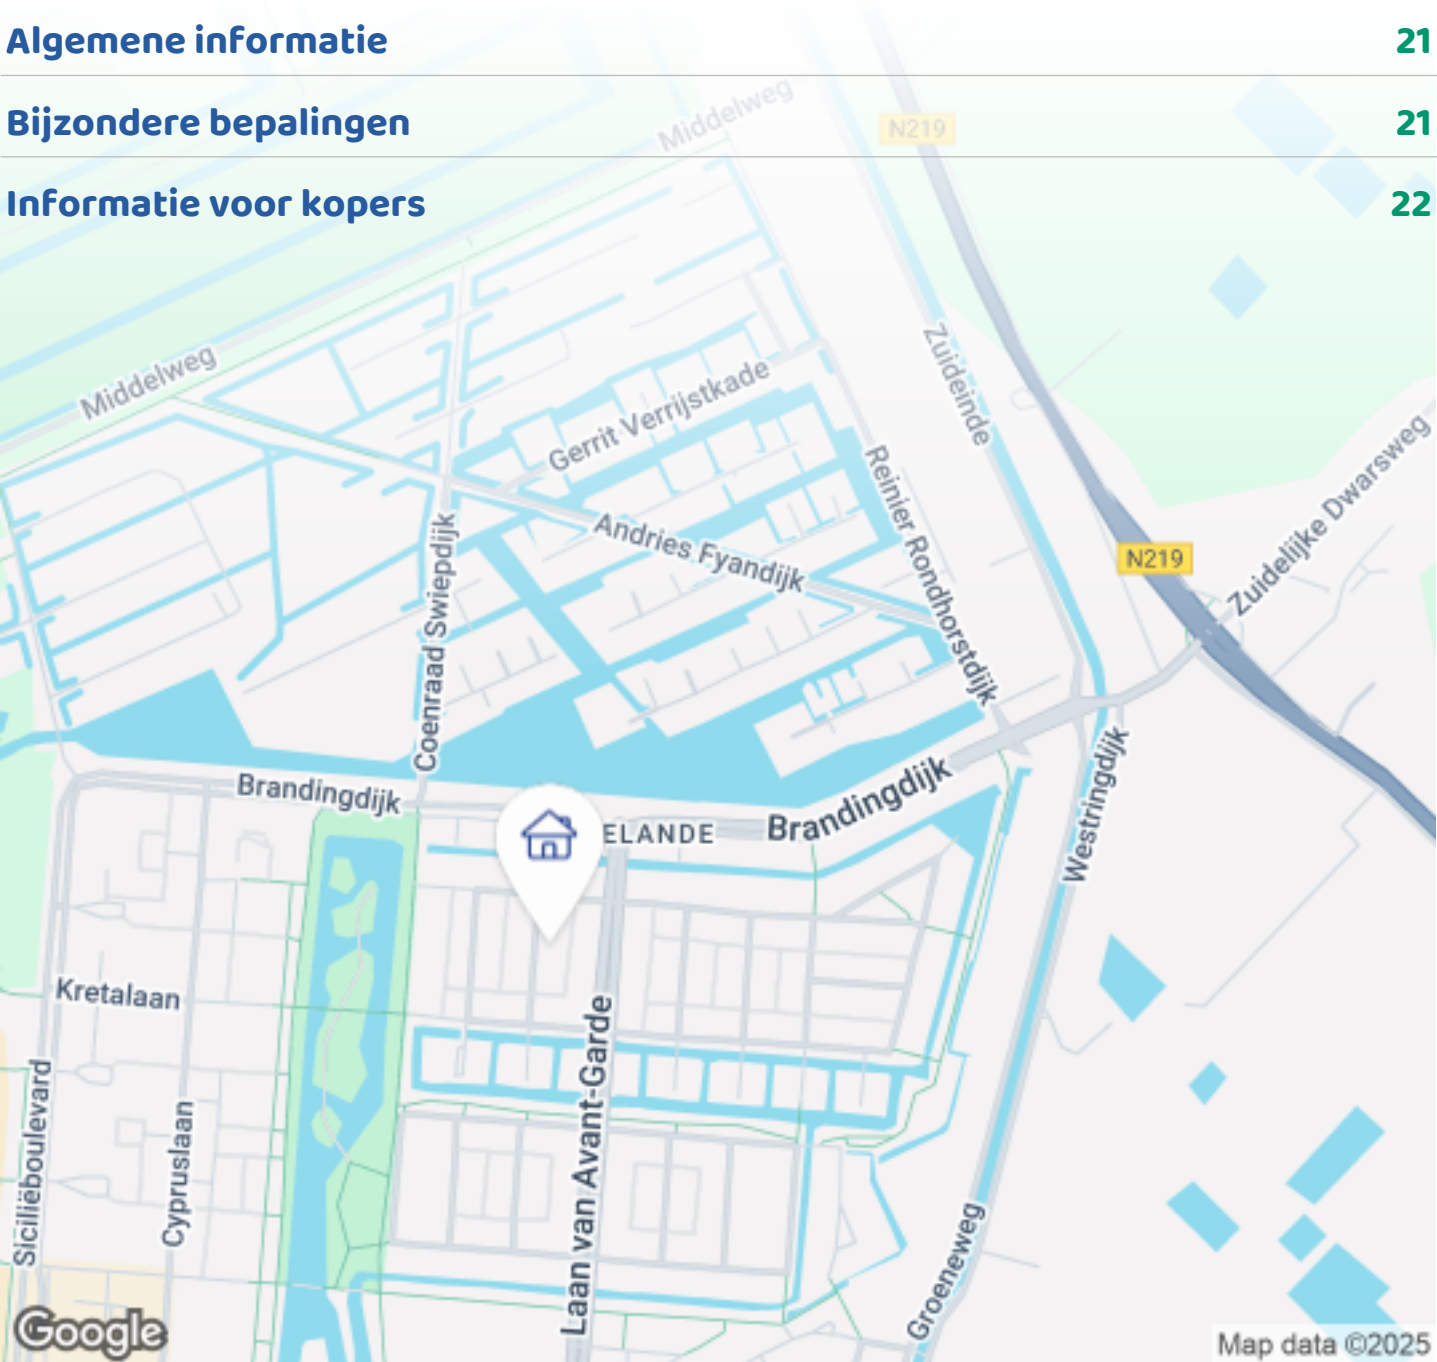 Algemene informatie 21
Bijzondere bepalingen 21
Informatie voor kopers 22
Middelweg
N219
Middelweg
Zuideinde
Gerrit Verrijstkade
Reinier Rondhorstdijk
Zuidelijke Dwarsweg
Andries Fyandijk
N219
Coenraad Swiepdijk
Brandingdijk
ELANDE
Brandingdijk
Westringdijk
Kretalaan
Siciliëboulevard
Cypruslaan
Laan van Avant-Garde
Groeneweg
Google
Map data ©2025